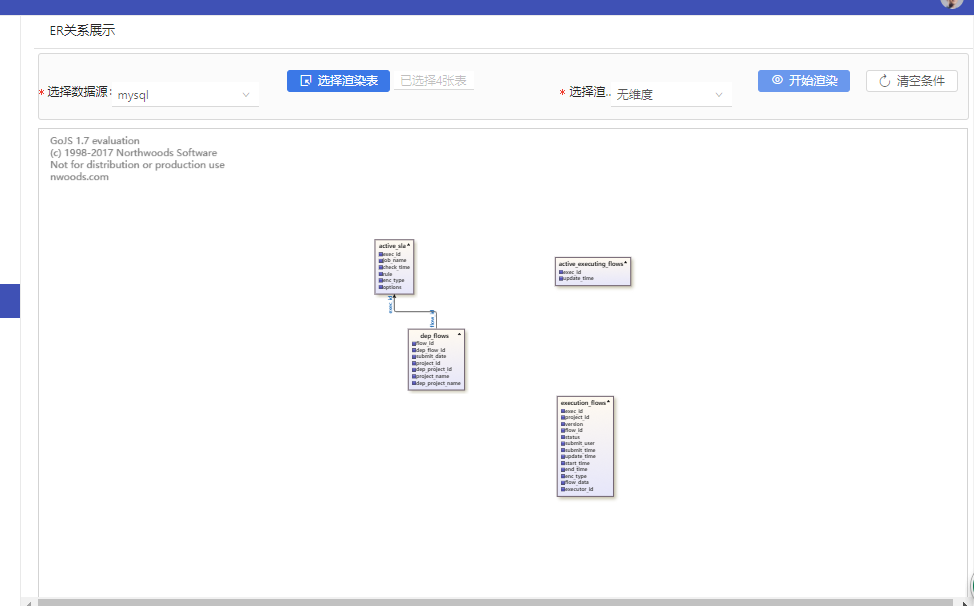 ER关系展示
* 选择数据源: mysql
选择渲染表
已选择4张表
* 选择渲.. 无维度
开始渲染
清空条件
GoJS 1.7 evaluation
(c) 1998-2017 Northwoods Software
Not for distribution or production use
nwoods.com
active_sla
exec_id
job_name
check_time
rule
enc_type
options
exec_id
flow_id
dep_flows
flow_id
dep_flow_id
submit_date
project_id
dep_project_id
project_name
dep_project_name
active_executing_flows
exec_id
update_time
execution_flows
exec_id
project_id
version
flow_id
status
submit_user
submit_time
update_time
start_time
end_time
enc_type
flow_data
executor_id